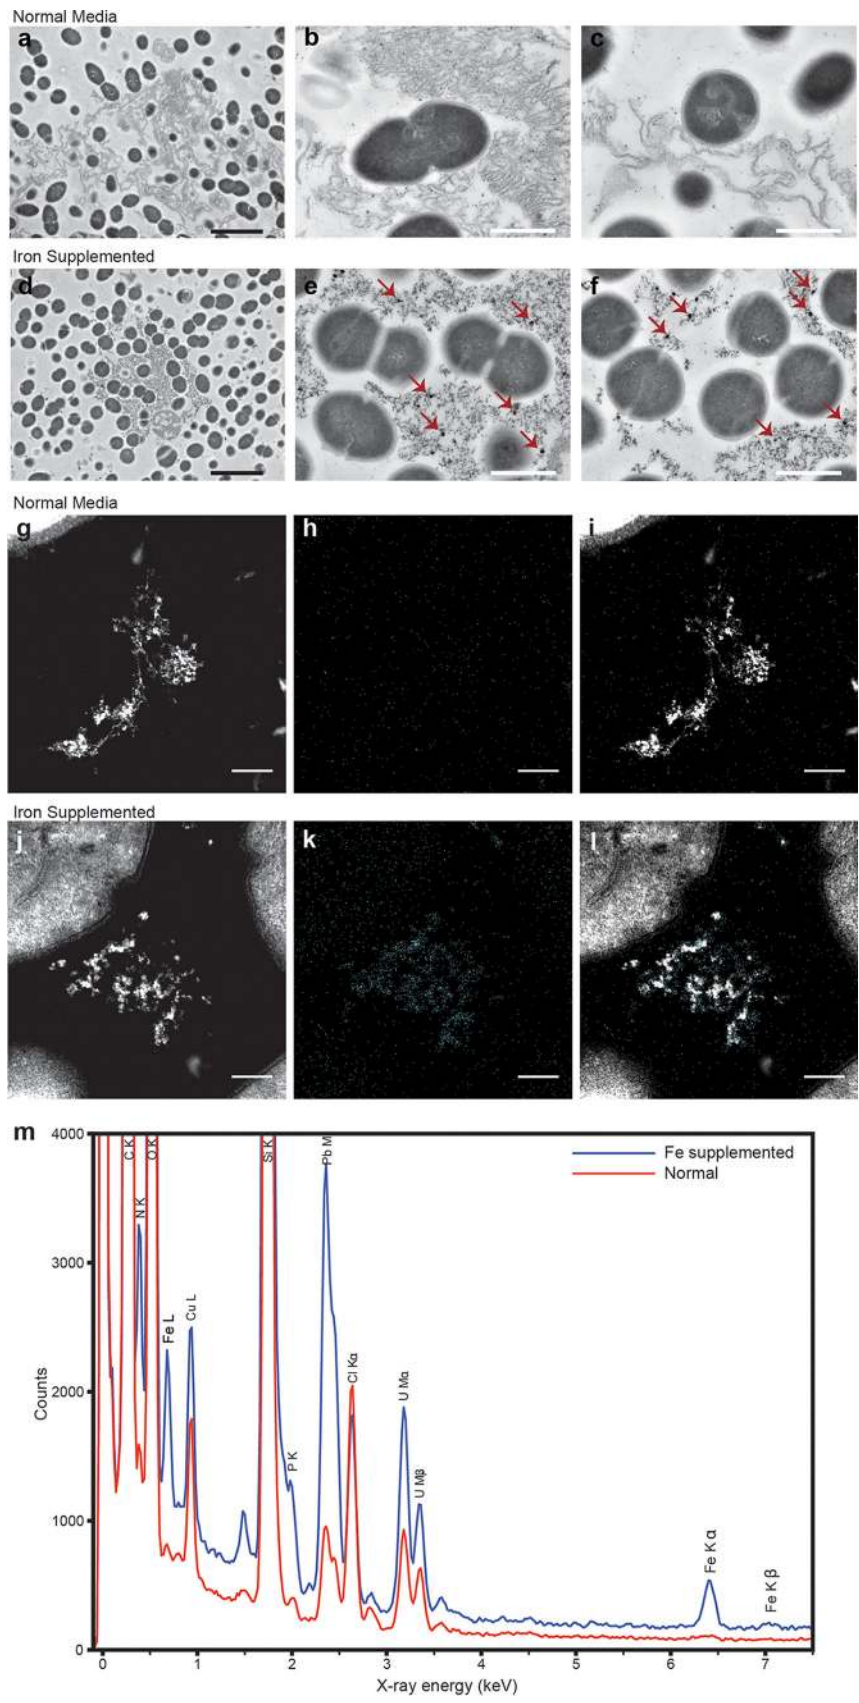 Normal Media
a b c
Iron Supplemented
d e f
Normal Media
g h i
Iron Supplemented
j k l
m
4000
3000
2000
1000
0
Counts
C K
N K
O K
Fe L
Cu L
Si K
P K
Pb M
Cl Kα
U Mα
U Mβ
Fe K α
Fe K β
Fe supplemented
Normal
0 1 2 3 4 5 6 7
X-ray energy (keV)